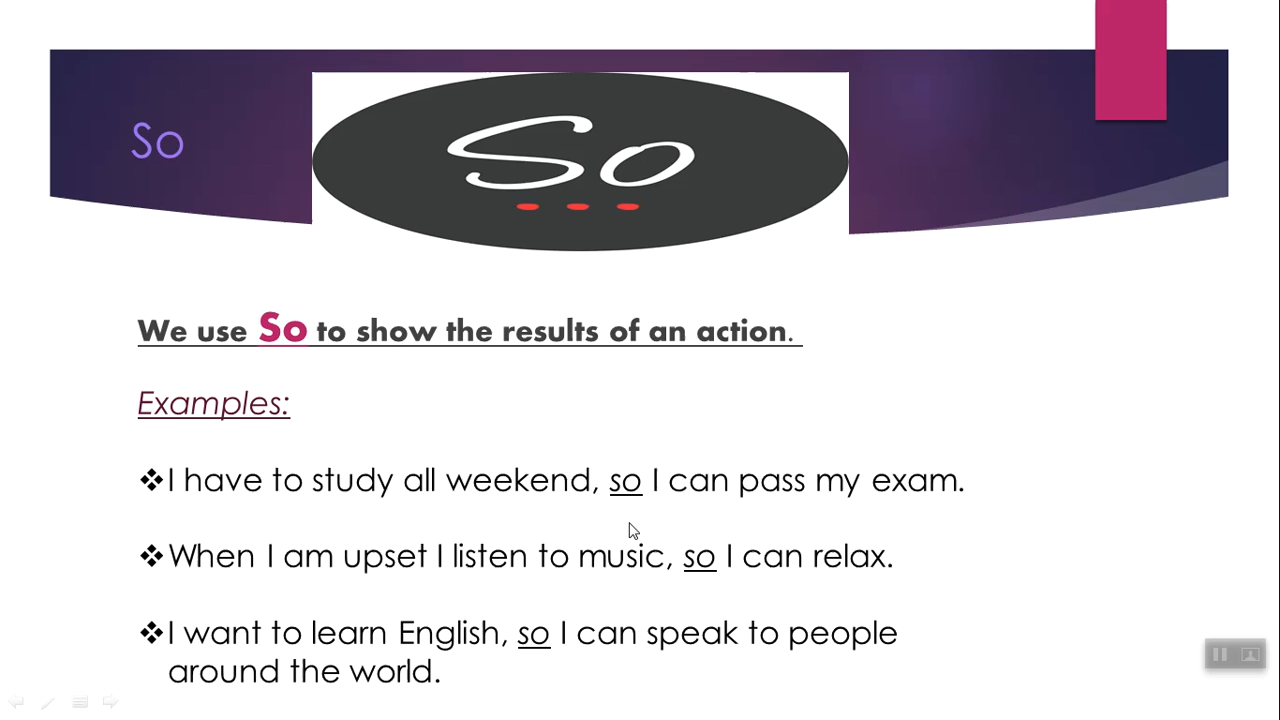 So
So
We use So to show the results of an action.
Examples:
❖I have to study all weekend, so I can pass my exam.
❖When I am upset I listen to music, so I can relax.
❖I want to learn English, so I can speak to people
around the world.